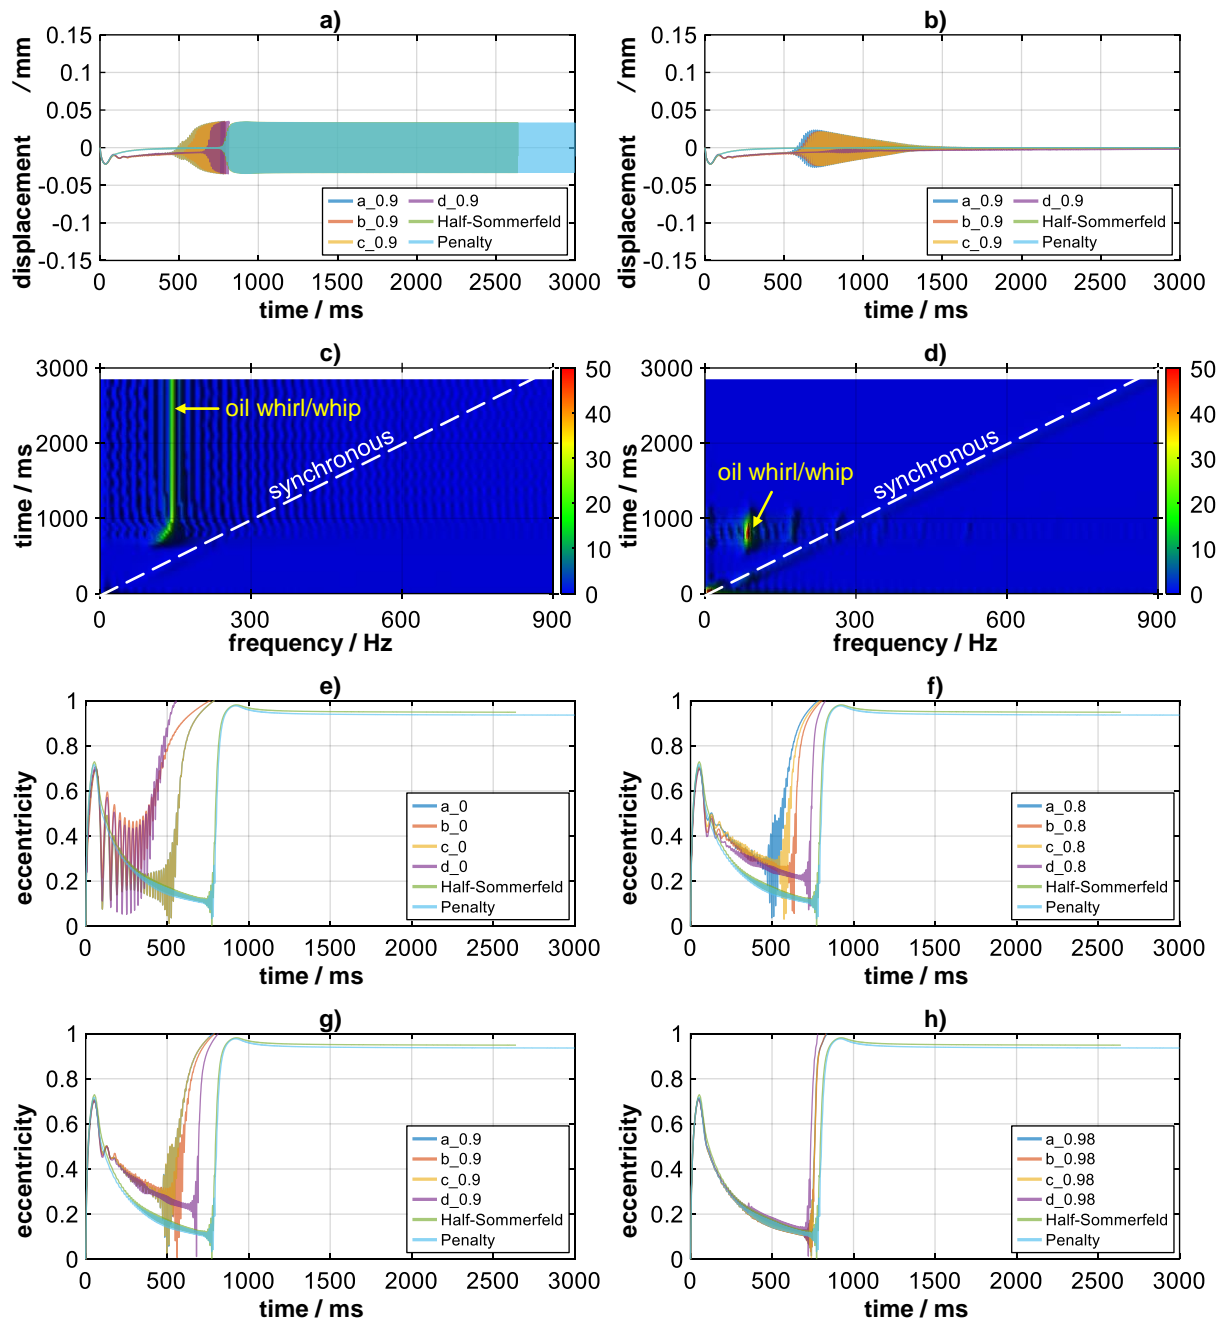 a)
0.15
0.1
0.05
0
-0.05
-0.1
-0.15
displacement / mm
a_0.9 d_0.9
b_0.9 Half-Sommerfeld
c_0.9 Penalty
0 500 1000 1500 2000 2500 3000
time / ms
b)
0.15
0.1
0.05
0
-0.05
-0.1
-0.15
displacement / mm
a_0.9 d_0.9
b_0.9 Half-Sommerfeld
c_0.9 Penalty
0 500 1000 1500 2000 2500 3000
time / ms
c)
3000
2000
1000
0
time / ms
oil whirl/whip
synchronous
50
40
30
20
10
0
0 300 600 900
frequency / Hz
d)
3000
2000
1000
0
time / ms
oil whirl/whip
synchronous
50
40
30
20
10
0
0 300 600 900
frequency / Hz
e)
1
0.8
0.6
0.4
0.2
0
eccentricity
a_0
b_0
c_0
d_0
Half-Sommerfeld
Penalty
0 500 1000 1500 2000 2500 3000
time / ms
f)
1
0.8
0.6
0.4
0.2
0
eccentricity
a_0.8
b_0.8
c_0.8
d_0.8
Half-Sommerfeld
Penalty
0 500 1000 1500 2000 2500 3000
time / ms
g)
1
0.8
0.6
0.4
0.2
0
eccentricity
a_0.9
b_0.9
c_0.9
d_0.9
Half-Sommerfeld
Penalty
0 500 1000 1500 2000 2500 3000
time / ms
h)
1
0.8
0.6
0.4
0.2
0
eccentricity
a_0.98
b_0.98
c_0.98
d_0.98
Half-Sommerfeld
Penalty
0 500 1000 1500 2000 2500 3000
time / ms